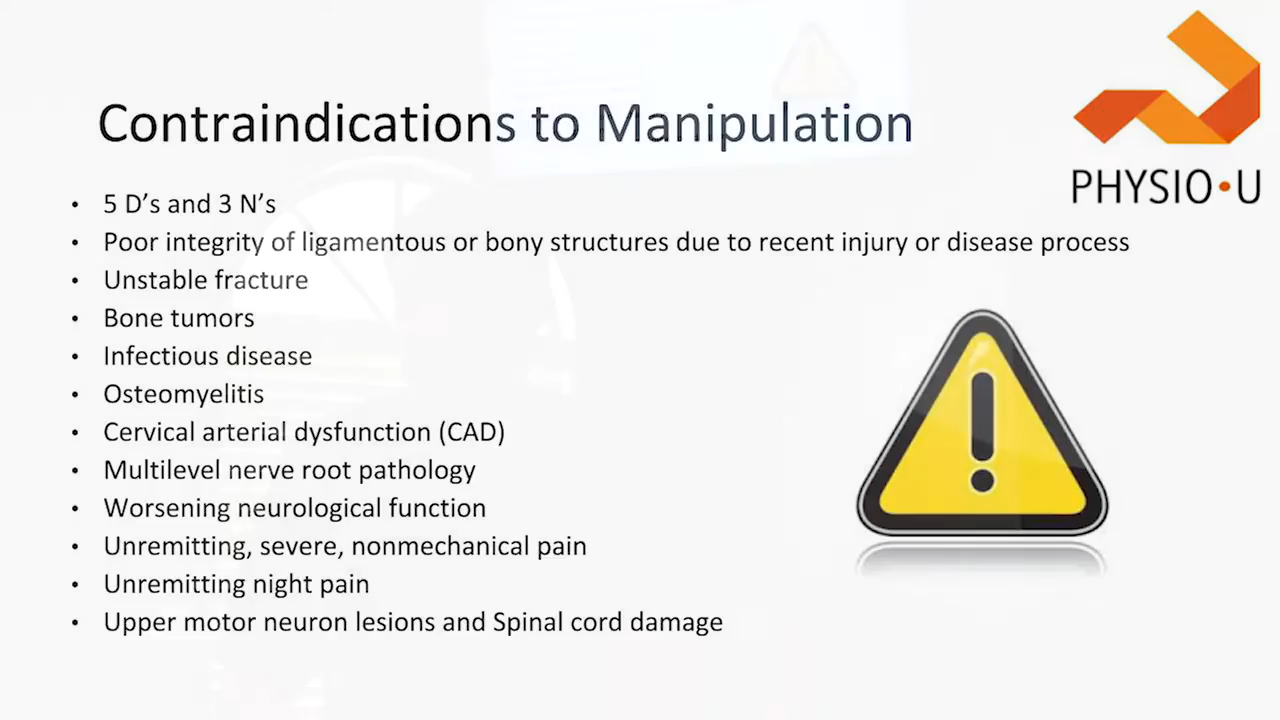 Contraindications to Manipulation
PHYSIO•U
• 5 D’s and 3 N’s
• Poor integrity of ligamentous or bony structures due to recent injury or disease process
• Unstable fracture
• Bone tumors
• Infectious disease
• Osteomyelitis
• Cervical arterial dysfunction (CAD)
• Multilevel nerve root pathology
• Worsening neurological function
• Unremitting, severe, nonmechanical pain
• Unremitting night pain
• Upper motor neuron lesions and Spinal cord damage